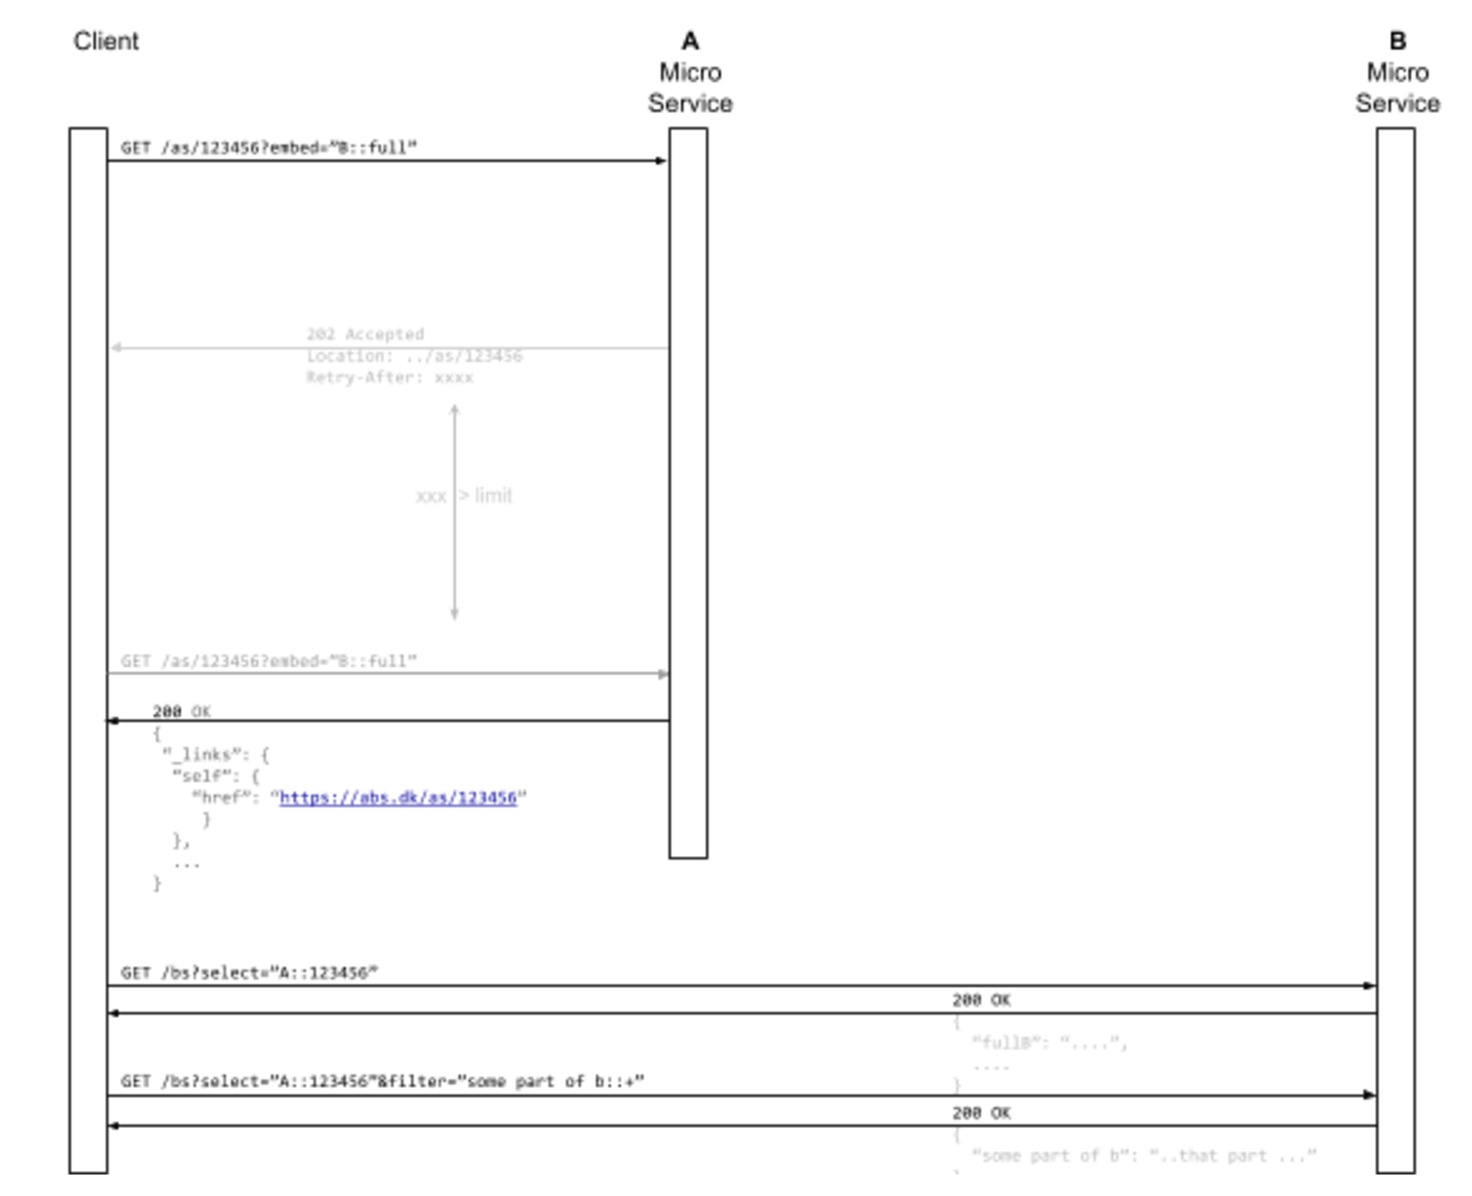 Client
A
Micro
Service
B
Micro
Service
GET /as/123456?embed="B::full"
202 Accepted
Location: ../as/123456
Retry-After: xxxx
xxx > limit
GET /as/123456?embed="B::full"
200 OK
{
"_links": {
"self": {
"href": "https://abs.dk/as/123456"
}
},
...
}
GET /bs?select="A::123456"
200 OK
{
"fullB": "....",
....
}
GET /bs?select="A::123456"&filter="some part of b::+"
200 OK
{
"some part of b": "..that part ..."